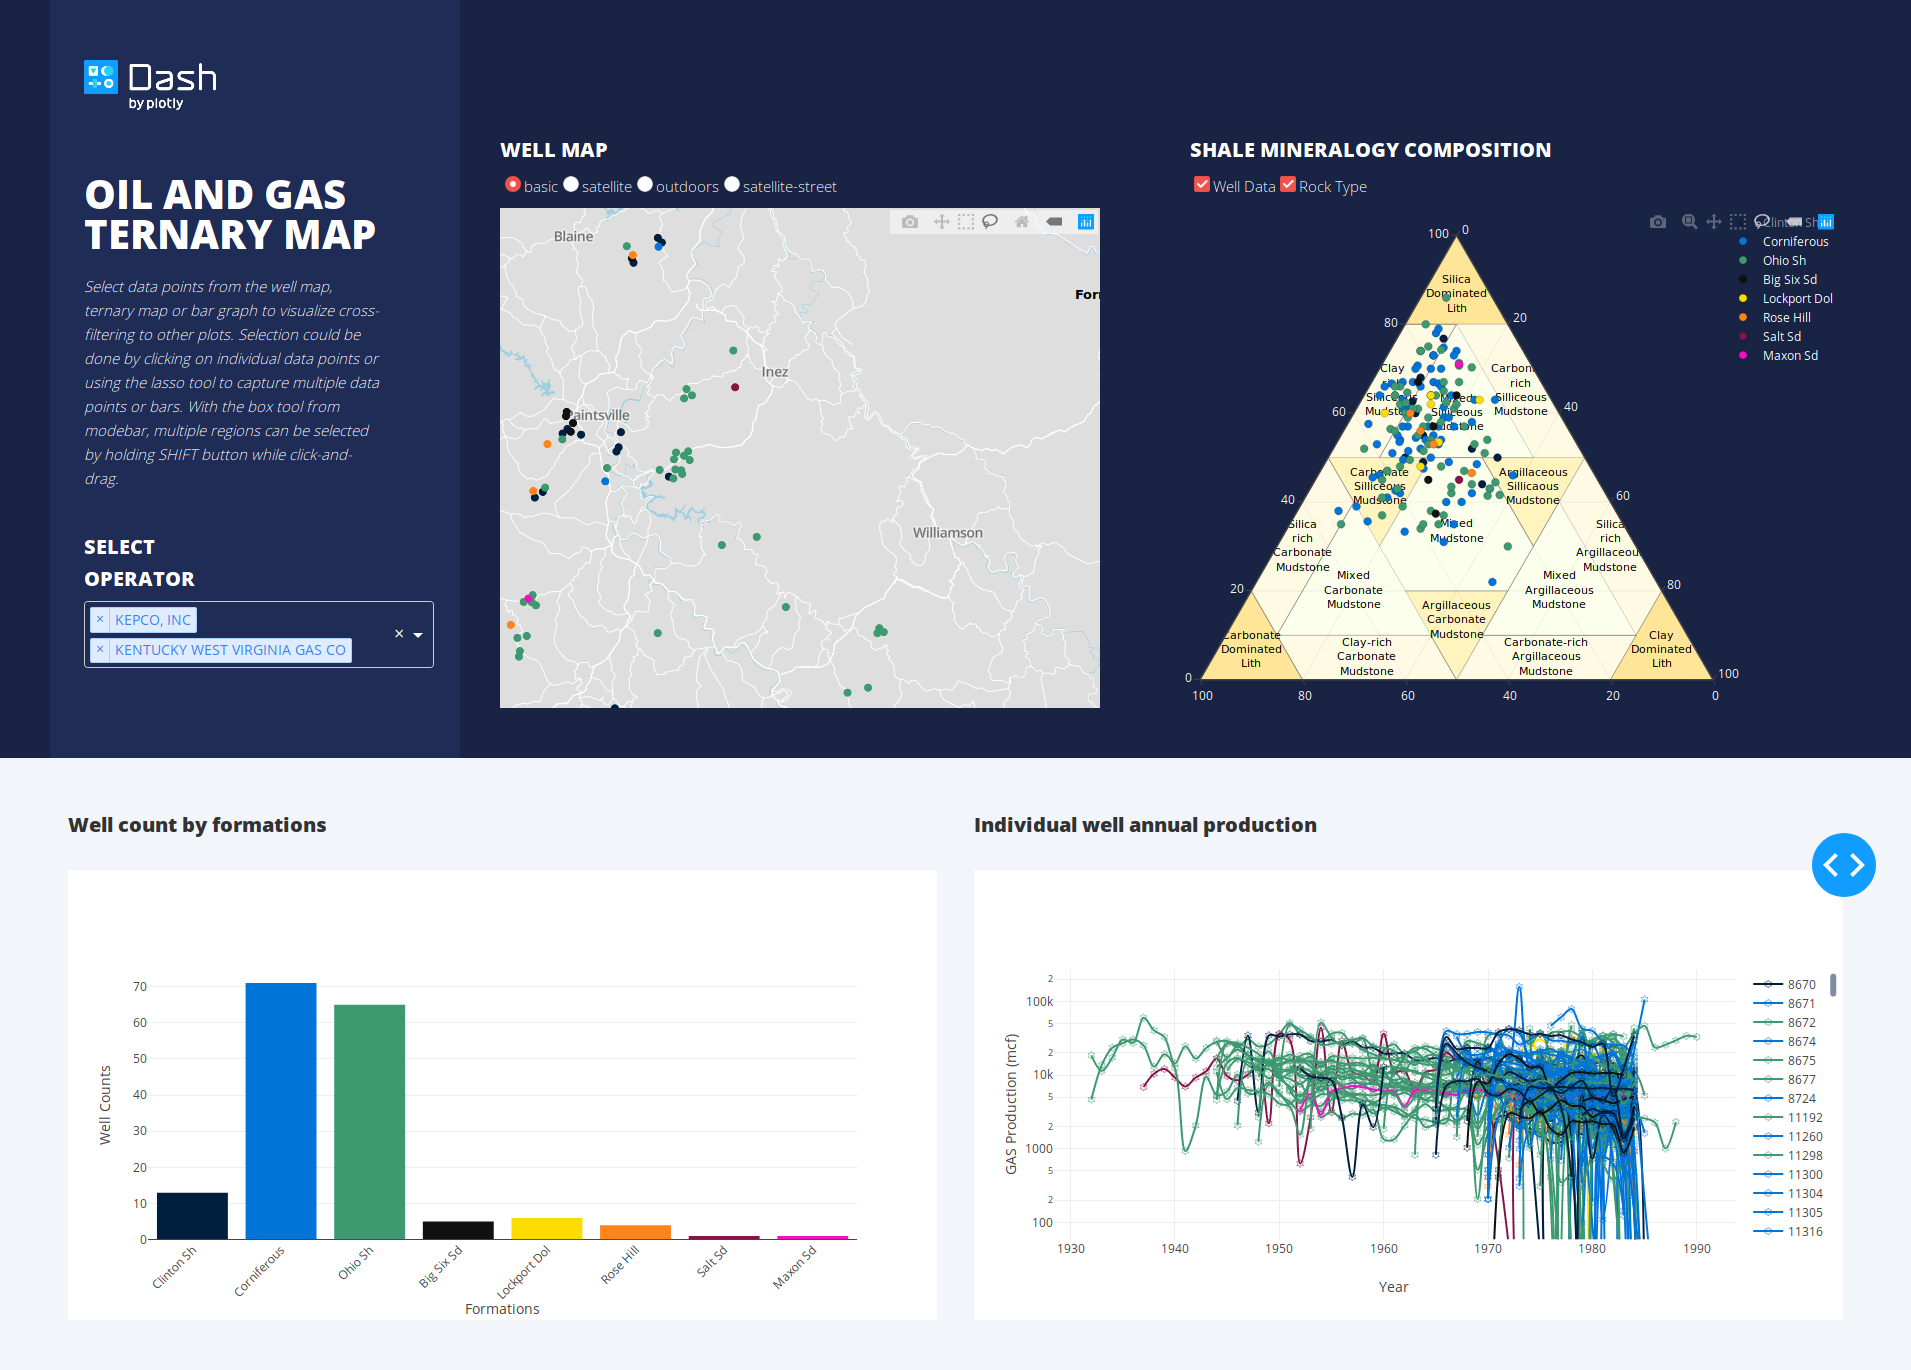 Dash
by plotly
OIL AND GAS
TERNARY MAP
Select data points from the well map,
ternary map or bar graph to visualize cross-
filtering to other plots. Selection could be
done by clicking on individual data points or
using the lasso tool to capture multiple data
points or bars. With the box tool from
modebar, multiple regions can be selected
by holding SHIFT button while click-and-
drag.
SELECT
OPERATOR
× KEPCO, INC
× KENTUCKY WEST VIRGINIA GAS CO
×
WELL MAP
basic satellite outdoors satellite-street
Blaine
Inez
Paintsville
Williamson
SHALE MINERALOGY COMPOSITION
Well Data Rock Type
Clinton Sh
Corniferous
Ohio Sh
Big Six Sd
Lockport Dol
Rose Hill
Salt Sd
Maxon Sd
100
80
60
40
20
0
0
20
40
60
80
100
100 80 60 40 20 0
Silica
Dominated
Lith
Clay
rich
Siliceous
Mudstone
Mixed
Siliceous
Mudstone
Carbonate
rich
Silliceous
Mudstone
Carbonate
Silliceous
Mudstone
Argillaceous
Sillicaous
Mudstone
Silica
rich
Carbonate
Mudstone
Mixed
Mudstone
Silica
rich
Argillaceous
Mudstone
Mixed
Carbonate
Mudstone
Mixed
Argillaceous
Mudstone
Argillaceous
Carbonate
Mudstone
Carbonate
Dominated
Lith
Clay-rich
Carbonate
Mudstone
Carbonate-rich
Argillaceous
Mudstone
Clay
Dominated
Lith
Well count by formations
Well Counts
70
60
50
40
30
20
10
0
Clinton Sh
Corniferous
Ohio Sh
Big Six Sd
Lockport Dol
Rose Hill
Salt Sd
Maxon Sd
Formations
Individual well annual production
GAS Production (mcf)
2
100k
5
2
10k
5
2
1000
5
2
100
1930 1940 1950 1960 1970 1980 1990
Year
8670
8671
8672
8674
8675
8677
8724
11192
11260
11298
11300
11304
11305
11316